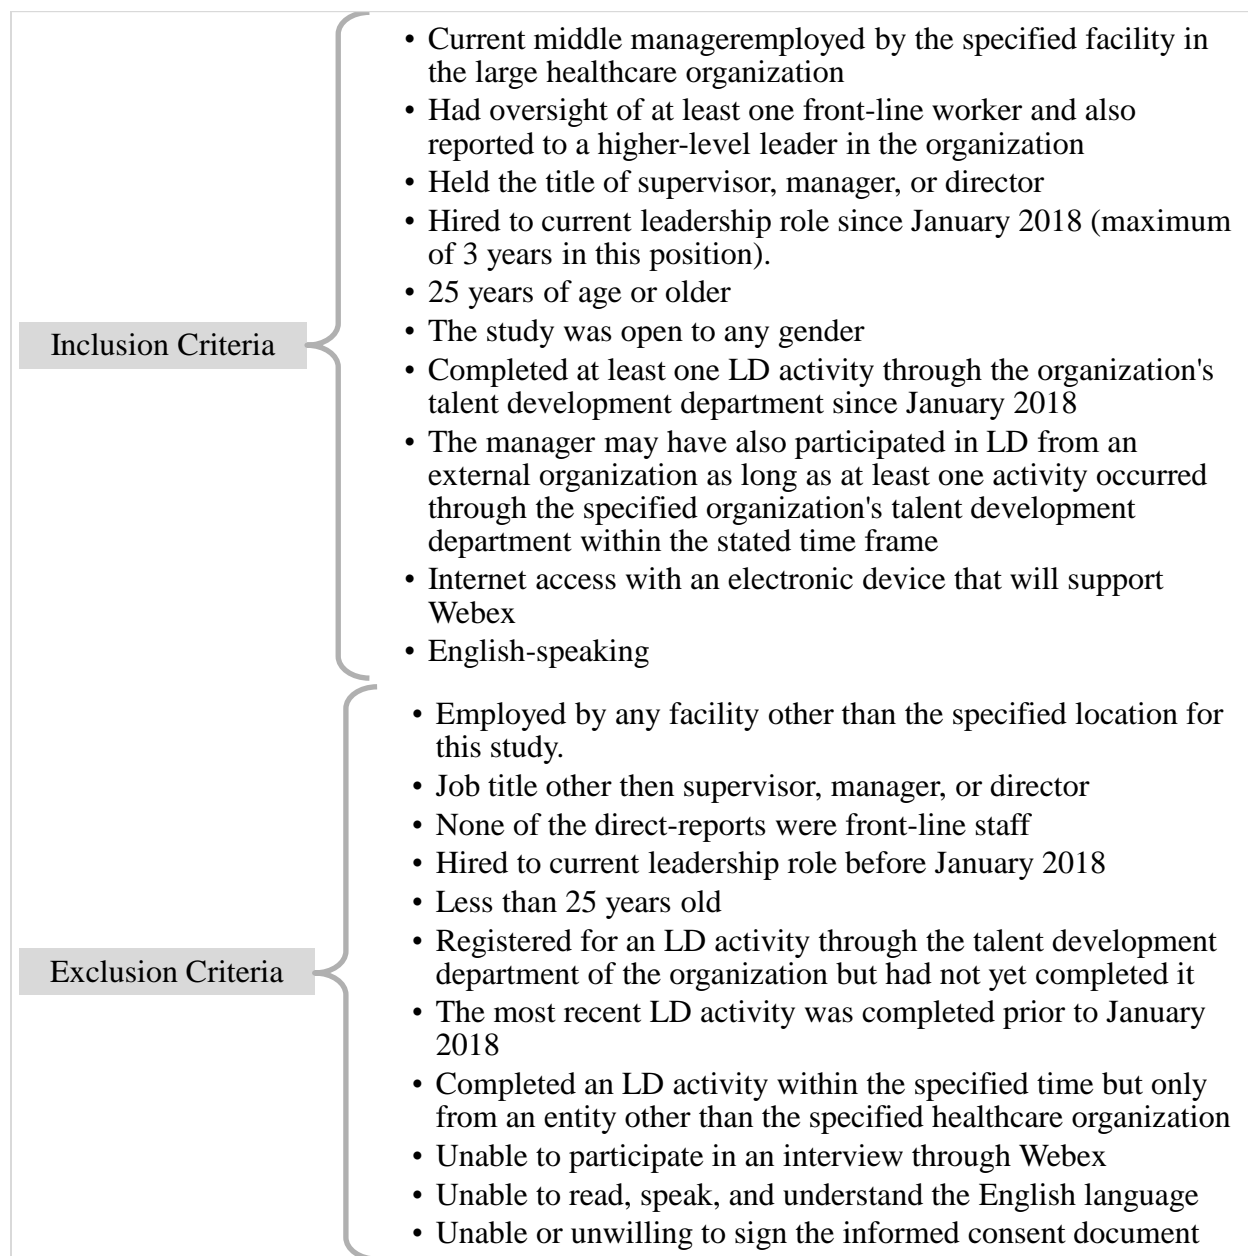 Inclusion Criteria
• Current middle manageremployed by the specified facility in
the large healthcare organization
• Had oversight of at least one front-line worker and also
reported to a higher-level leader in the organization
• Held the title of supervisor, manager, or director
• Hired to current leadership role since January 2018 (maximum
of 3 years in this position).
• 25 years of age or older
• The study was open to any gender
• Completed at least one LD activity through the organization's
talent development department since January 2018
• The manager may have also participated in LD from an
external organization as long as at least one activity occurred
through the specified organization's talent development
department within the stated time frame
• Internet access with an electronic device that will support
Webex
• English-speaking
Exclusion Criteria
• Employed by any facility other than the specified location for
this study.
• Job title other then supervisor, manager, or director
• None of the direct-reports were front-line staff
• Hired to current leadership role before January 2018
• Less than 25 years old
• Registered for an LD activity through the talent development
department of the organization but had not yet completed it
• The most recent LD activity was completed prior to January
2018
• Completed an LD activity within the specified time but only
from an entity other than the specified healthcare organization
• Unable to participate in an interview through Webex
• Unable to read, speak, and understand the English language
• Unable or unwilling to sign the informed consent document